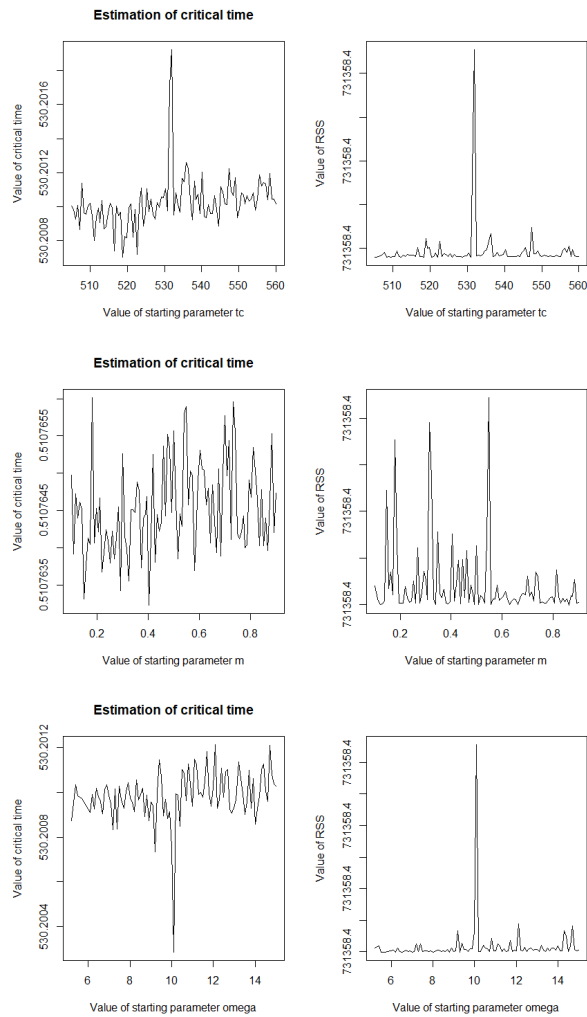 Estimation of critical time
Value of critical time
530.2008 530.2012 530.2016
510 520 530 540 550 560
Value of starting parameter tc
Value of RSS
731358.4 731358.4 731358.4
510 520 530 540 550 560
Value of starting parameter tc
Estimation of critical time
Value of critical time
0.5107635 0.5107645 0.5107655
0.2 0.4 0.6 0.8
Value of starting parameter m
Value of RSS
731358.4 731358.4 731358.4
0.2 0.4 0.6 0.8
Value of starting parameter m
Estimation of critical time
Value of critical time
530.2004 530.2008 530.2012
6 8 10 12 14
Value of starting parameter omega
Value of RSS
731358.4 731358.4 731358.4 731358.4
6 8 10 12 14
Value of starting parameter omega